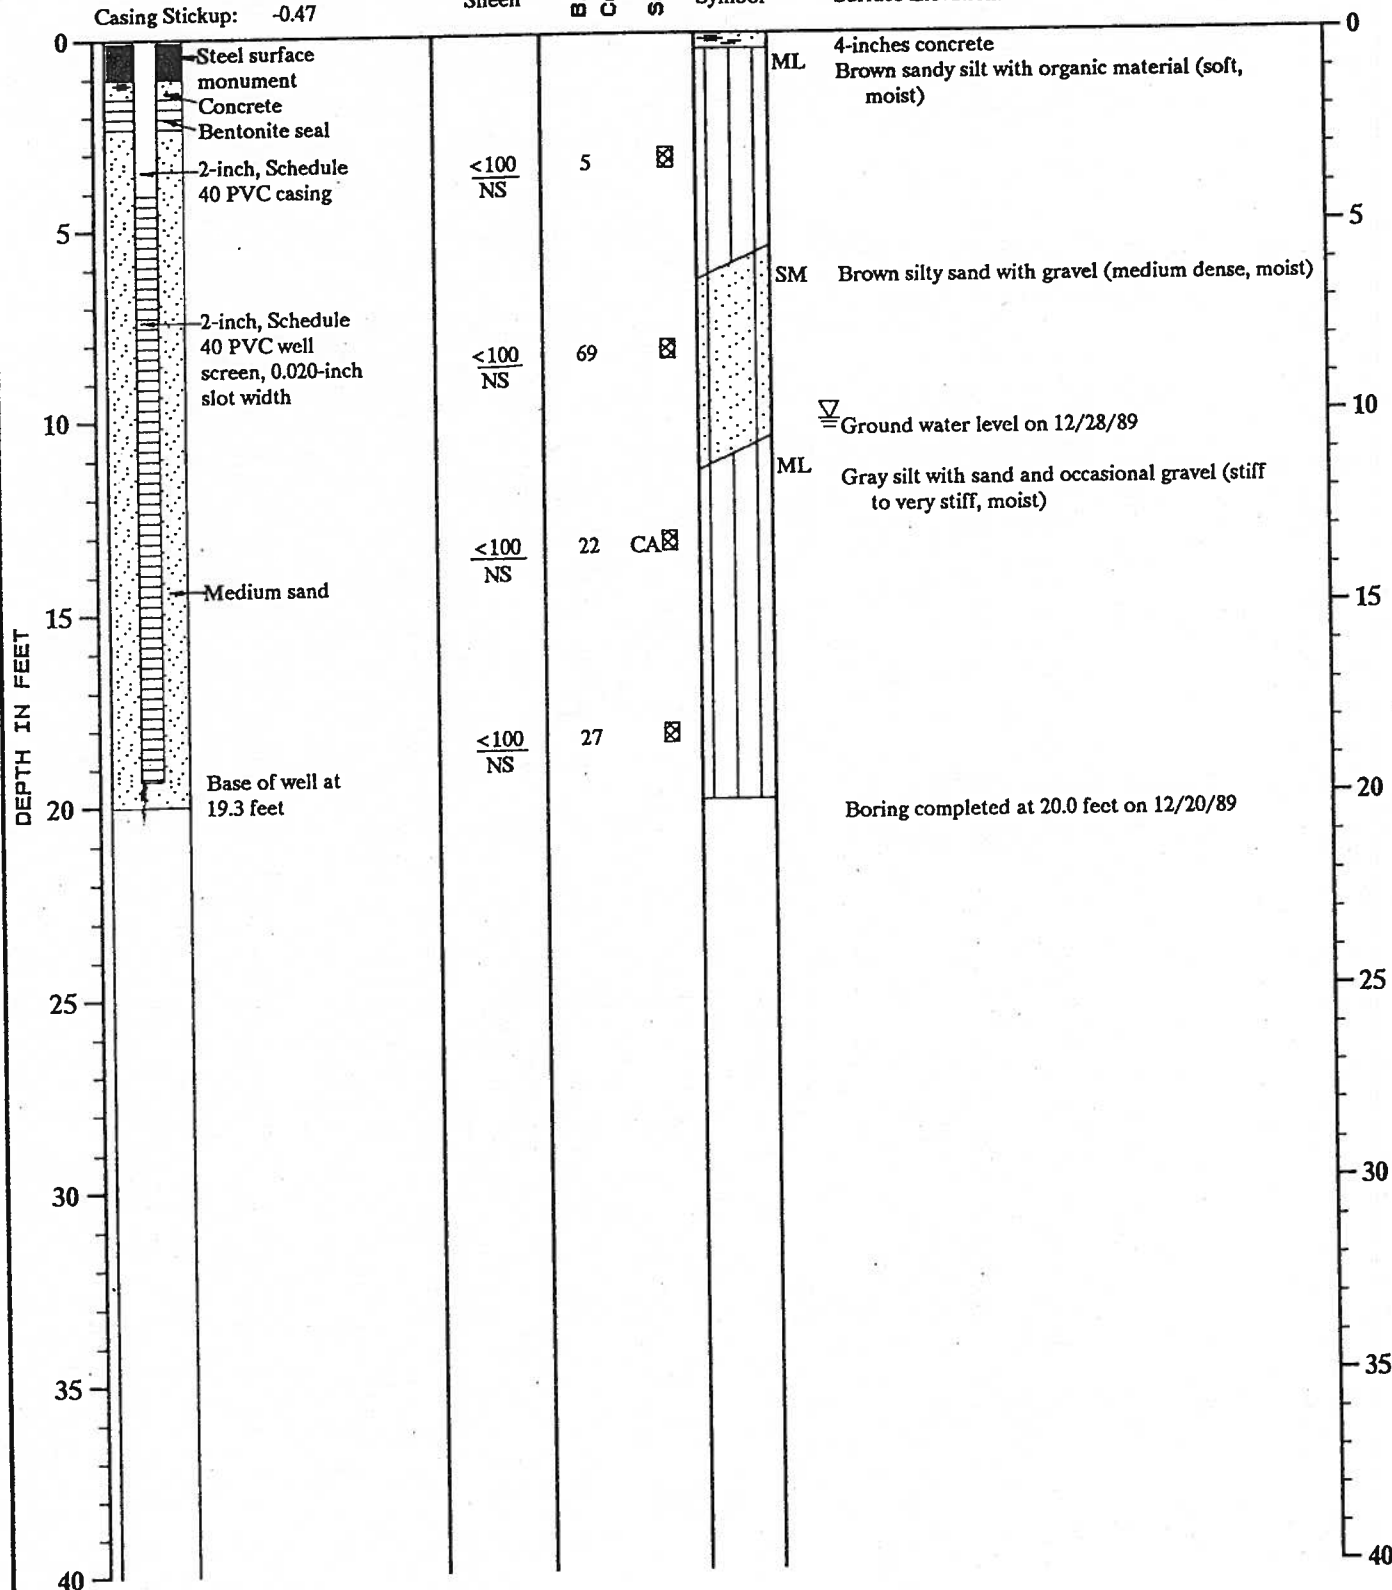 Casing Stickup: -0.47
0
Steel surface
monument
Concrete
Bentonite seal
2-inch, Schedule
40 PVC casing
5
2-inch, Schedule
40 PVC well
screen, 0.020-inch
slot width
10
Medium sand
15
Base of well at
19.3 feet
20
25
30
35
40
DEPTH IN FEET
<100
NS
5
<100
NS
69
<100
NS
22 CA
<100
NS
27
ML
SM
ML
4-inches concrete
Brown sandy silt with organic material (soft,
moist)
Brown silty sand with gravel (medium dense, moist)
Ground water level on 12/28/89
Gray silt with sand and occasional gravel (stiff
to very stiff, moist)
Boring completed at 20.0 feet on 12/20/89
0
5
10
15
20
25
30
35
40